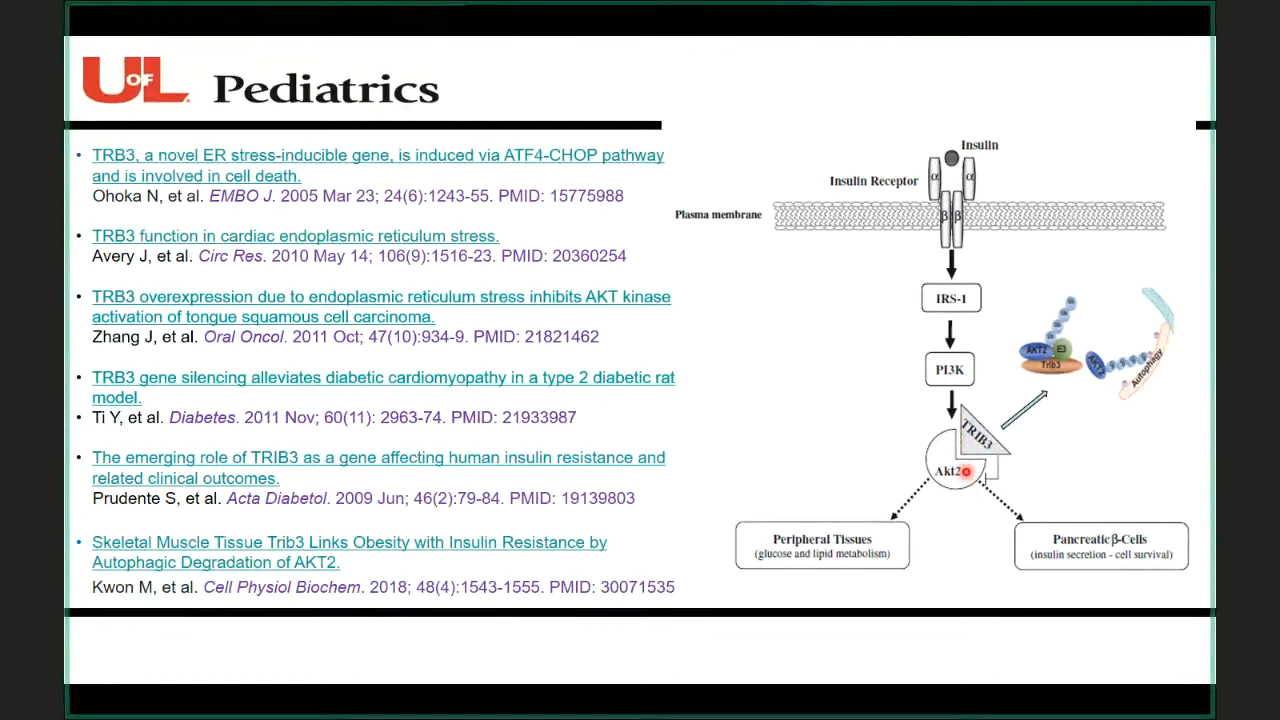 UofL Pediatrics
• TRB3, a novel ER stress-inducible gene, is induced via ATF4-CHOP pathway
and is involved in cell death.
Ohoka N, et al. EMBO J. 2005 Mar 23; 24(6):1243-55. PMID: 15775988
• TRB3 function in cardiac endoplasmic reticulum stress.
Avery J, et al. Circ Res. 2010 May 14; 106(9):1516-23. PMID: 20360254
• TRB3 overexpression due to endoplasmic reticulum stress inhibits AKT kinase
activation of tongue squamous cell carcinoma.
Zhang J, et al. Oral Oncol. 2011 Oct; 47(10):934-9. PMID: 21821462
• TRB3 gene silencing alleviates diabetic cardiomyopathy in a type 2 diabetic rat
model.
• Ti Y, et al. Diabetes. 2011 Nov; 60(11): 2963-74. PMID: 21933987
• The emerging role of TRIB3 as a gene affecting human insulin resistance and
related clinical outcomes.
Prudente S, et al. Acta Diabetol. 2009 Jun; 46(2):79-84. PMID: 19139803
• Skeletal Muscle Tissue Trib3 Links Obesity with Insulin Resistance by
Autophagic Degradation of AKT2.
Kwon M, et al. Cell Physiol Biochem. 2018; 48(4):1543-1555. PMID: 30071535
Insulin
Insulin Receptor
α α
Plasma membrane
β β
IRS-1
PI3K
TRIB3
Akt2
AKT2 E3
Trib3
AKT2
Autophagy
Peripheral Tissues
(glucose and lipid metabolism)
Pancreatic β-Cells
(insulin secretion - cell survival)